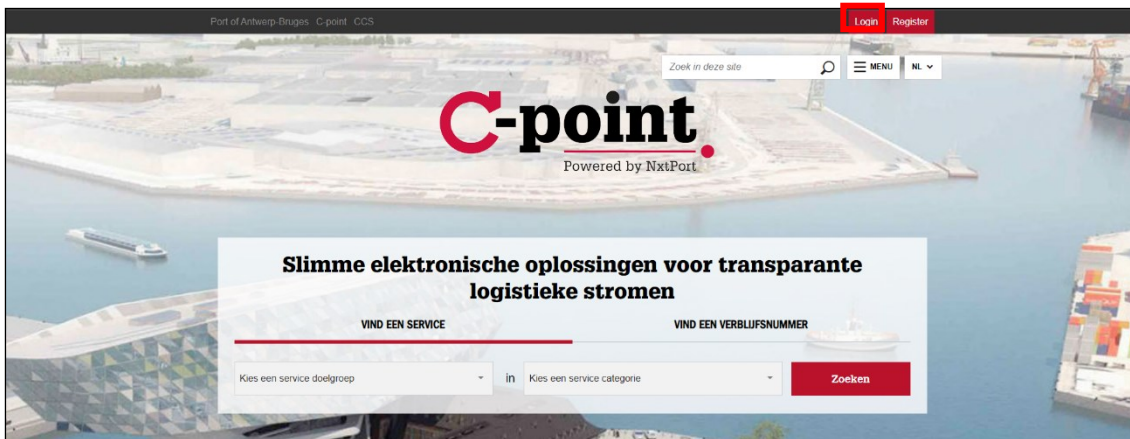 Port of Antwerp-Bruges C-point CCS Login Register
Zoek in deze site MENU NL
C-point.
Powered by NxtPort
Slimme elektronische oplossingen voor transparante
logistieke stromen
VIND EEN SERVICE VIND EEN VERBLIJFSNUMMER
Kies een service doelgroep in Kies een service categorie Zoeken